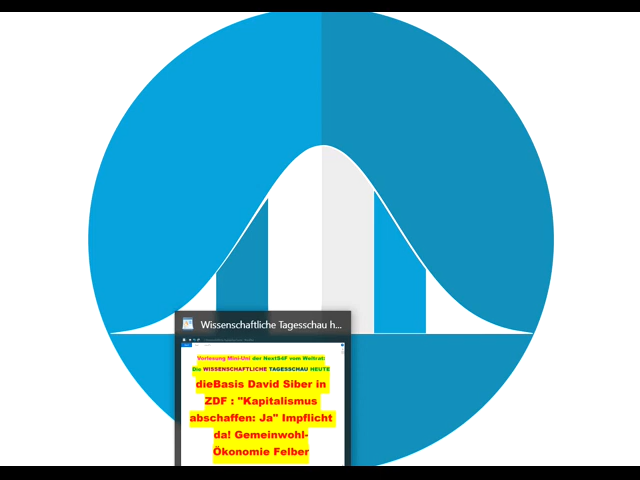 Wissenschaftliche Tagesschau h...
Vorlesung Mini-Uni der NextS4F vom Weltrat:
Die WISSENSCHAFTLICHE TAGESSCHAU HEUTE
dieBasis David Siber in
ZDF : "Kapitalismus
abschaffen: Ja" Impflicht
da! Gemeinwohl-
Ökonomie Felber